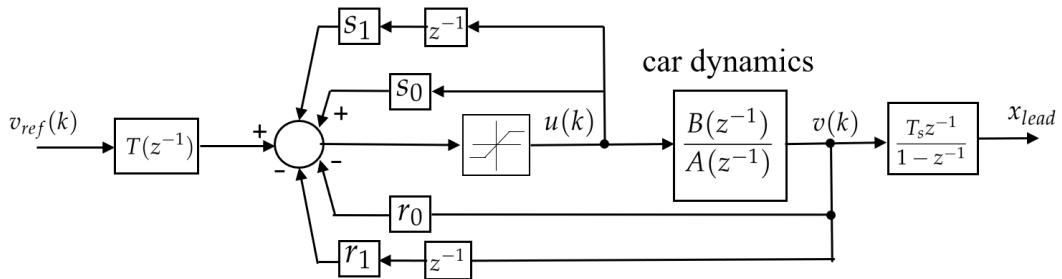 s₁
z⁻¹
car dynamics
s₀
+
v_ref(k)
T(z⁻¹)
+
u(k)
B(z⁻¹)
A(z⁻¹)
v(k)
T_s z⁻¹
1 − z⁻¹
x_lead
-
-
r₀
r₁
z⁻¹